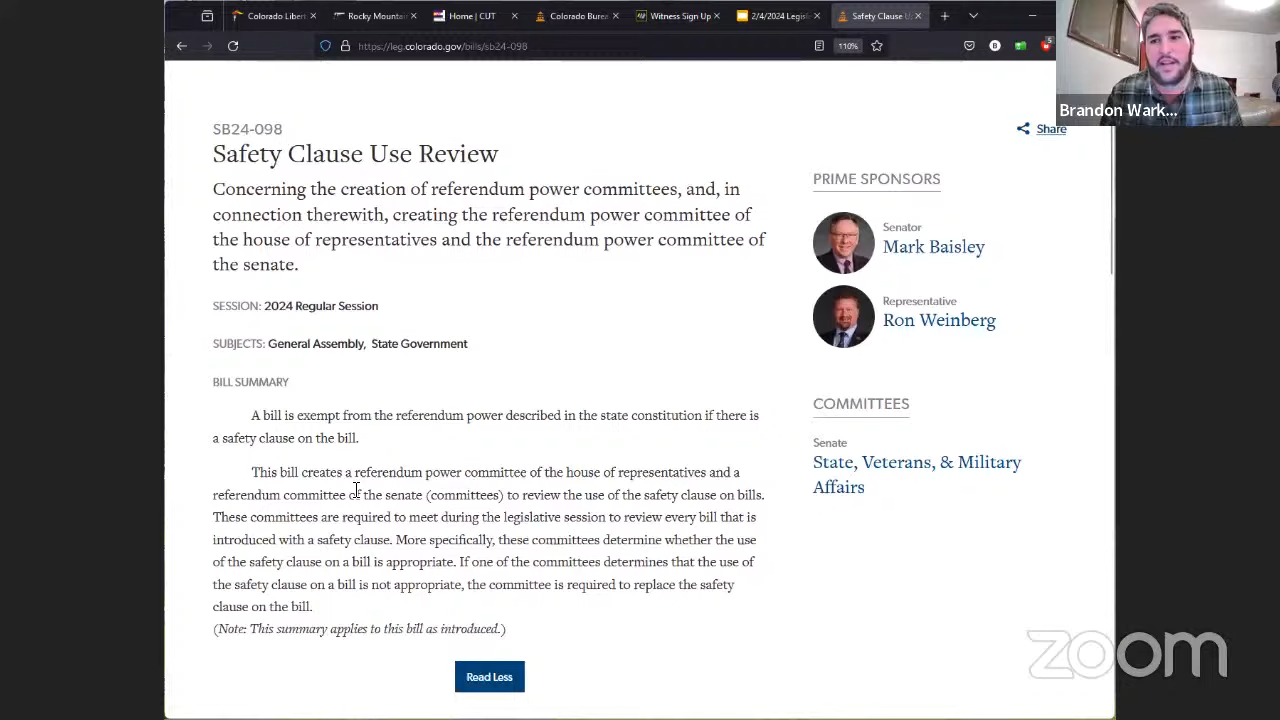 Colorado Libert
Rocky Mountai
Home | CUT
Colorado Burea
Witness Sign Up
2/4/2024 Legisl
Safety Clause U
https://leg.colorado.gov/bills/sb24-098
110%
5
Brandon Wark...
SB24-098
Share
Safety Clause Use Review
Concerning the creation of referendum power committees, and, in
connection therewith, creating the referendum power committee of
the house of representatives and the referendum power committee of
the senate.
SESSION: 2024 Regular Session
SUBJECTS: General Assembly, State Government
BILL SUMMARY
A bill is exempt from the referendum power described in the state constitution if there is
a safety clause on the bill.
This bill creates a referendum power committee of the house of representatives and a
referendum committee of the senate (committees) to review the use of the safety clause on bills.
These committees are required to meet during the legislative session to review every bill that is
introduced with a safety clause. More specifically, these committees determine whether the use
of the safety clause on a bill is appropriate. If one of the committees determines that the use of
the safety clause on a bill is not appropriate, the committee is required to replace the safety
clause on the bill.
(Note: This summary applies to this bill as introduced.)
Read Less
PRIME SPONSORS
Senator
Mark Baisley
Representative
Ron Weinberg
COMMITTEES
Senate
State, Veterans, & Military
Affairs
zoom